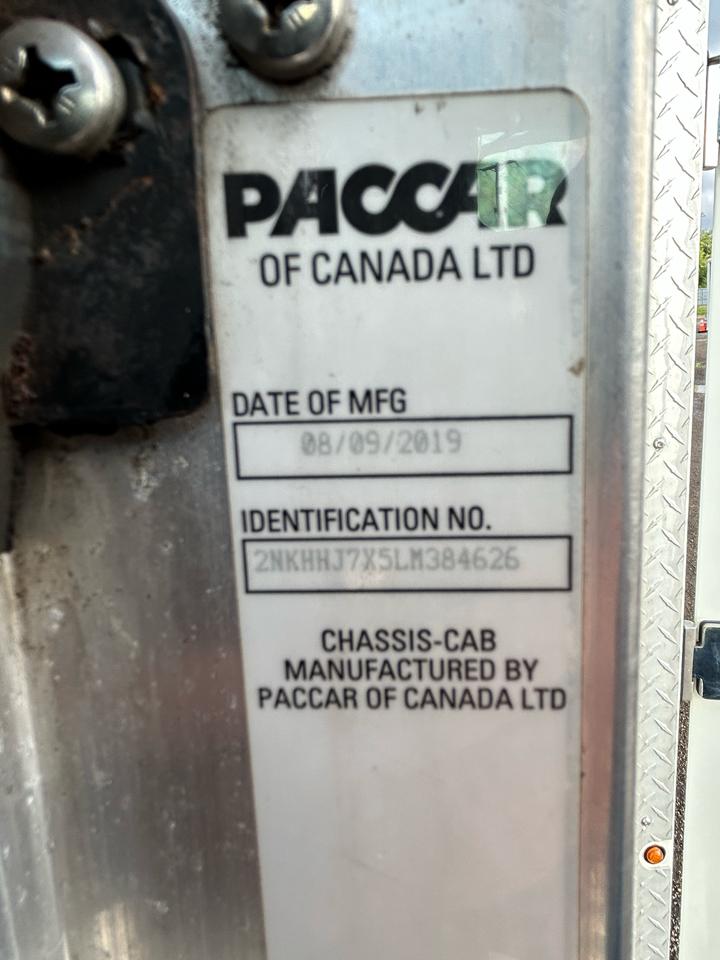 PACCAR
OF CANADA LTD
DATE OF MFG
08/09/2019
IDENTIFICATION NO.
2NKHHJ7X5LM384626
CHASSIS-CAB
MANUFACTURED BY
PACCAR OF CANADA LTD